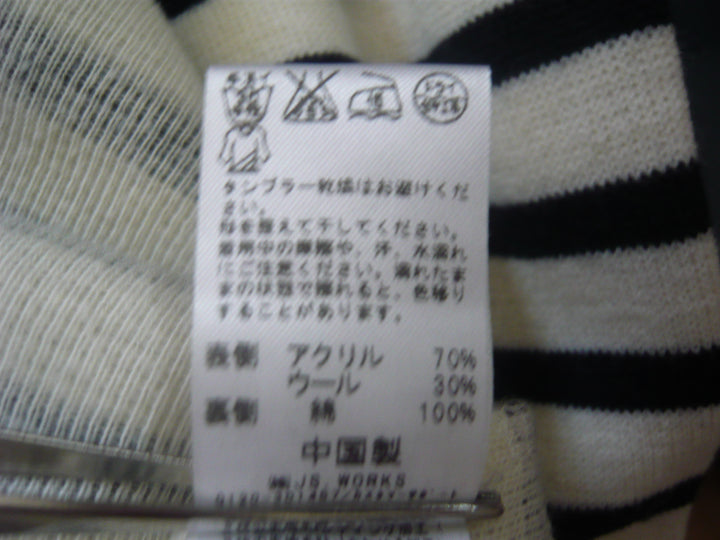 タンブラー乾燥はお避けくだ
さい。
形を整えて干してください。
着用中の摩擦や、汗、水濡れ
にご注意ください。濡れたま
まの状態で擦れると、色移り
することがあります。
表側 アクリル 70%
ウール 30%
裏側 綿 100%
中国製
㈱JS.WORKS